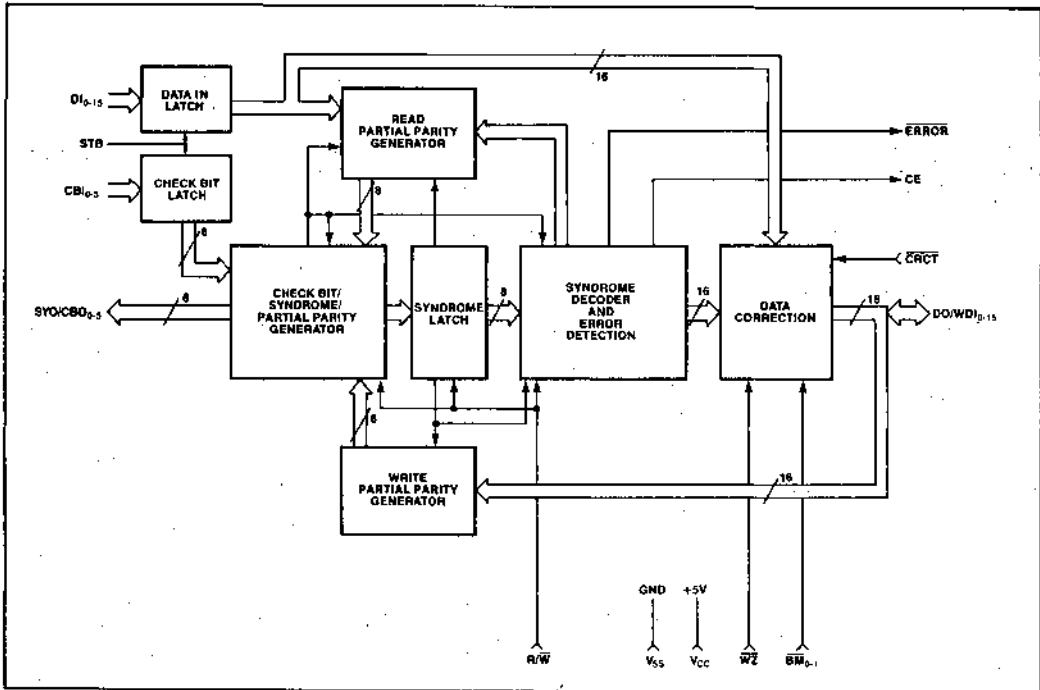 16
DI0-15
DATA IN
LATCH
STB
CBI0-5
CHECK BIT
LATCH
READ
PARTIAL PARITY
GENERATOR
ERROR
CE
6
8
CRCT
SYO/CBO0-5
6
CHECK BIT/
SYNDROME/
PARTIAL PARITY
GENERATOR
SYNDROME
LATCH
8
SYNDROME
DECODER
AND
ERROR
DETECTION
16
DATA
CORRECTION
16
DO/WDI0-15
6
WRITE
PARTIAL PARITY
GENERATOR
16
GND
+5V
R/W
VSS
VCC
WZ
BM0-1